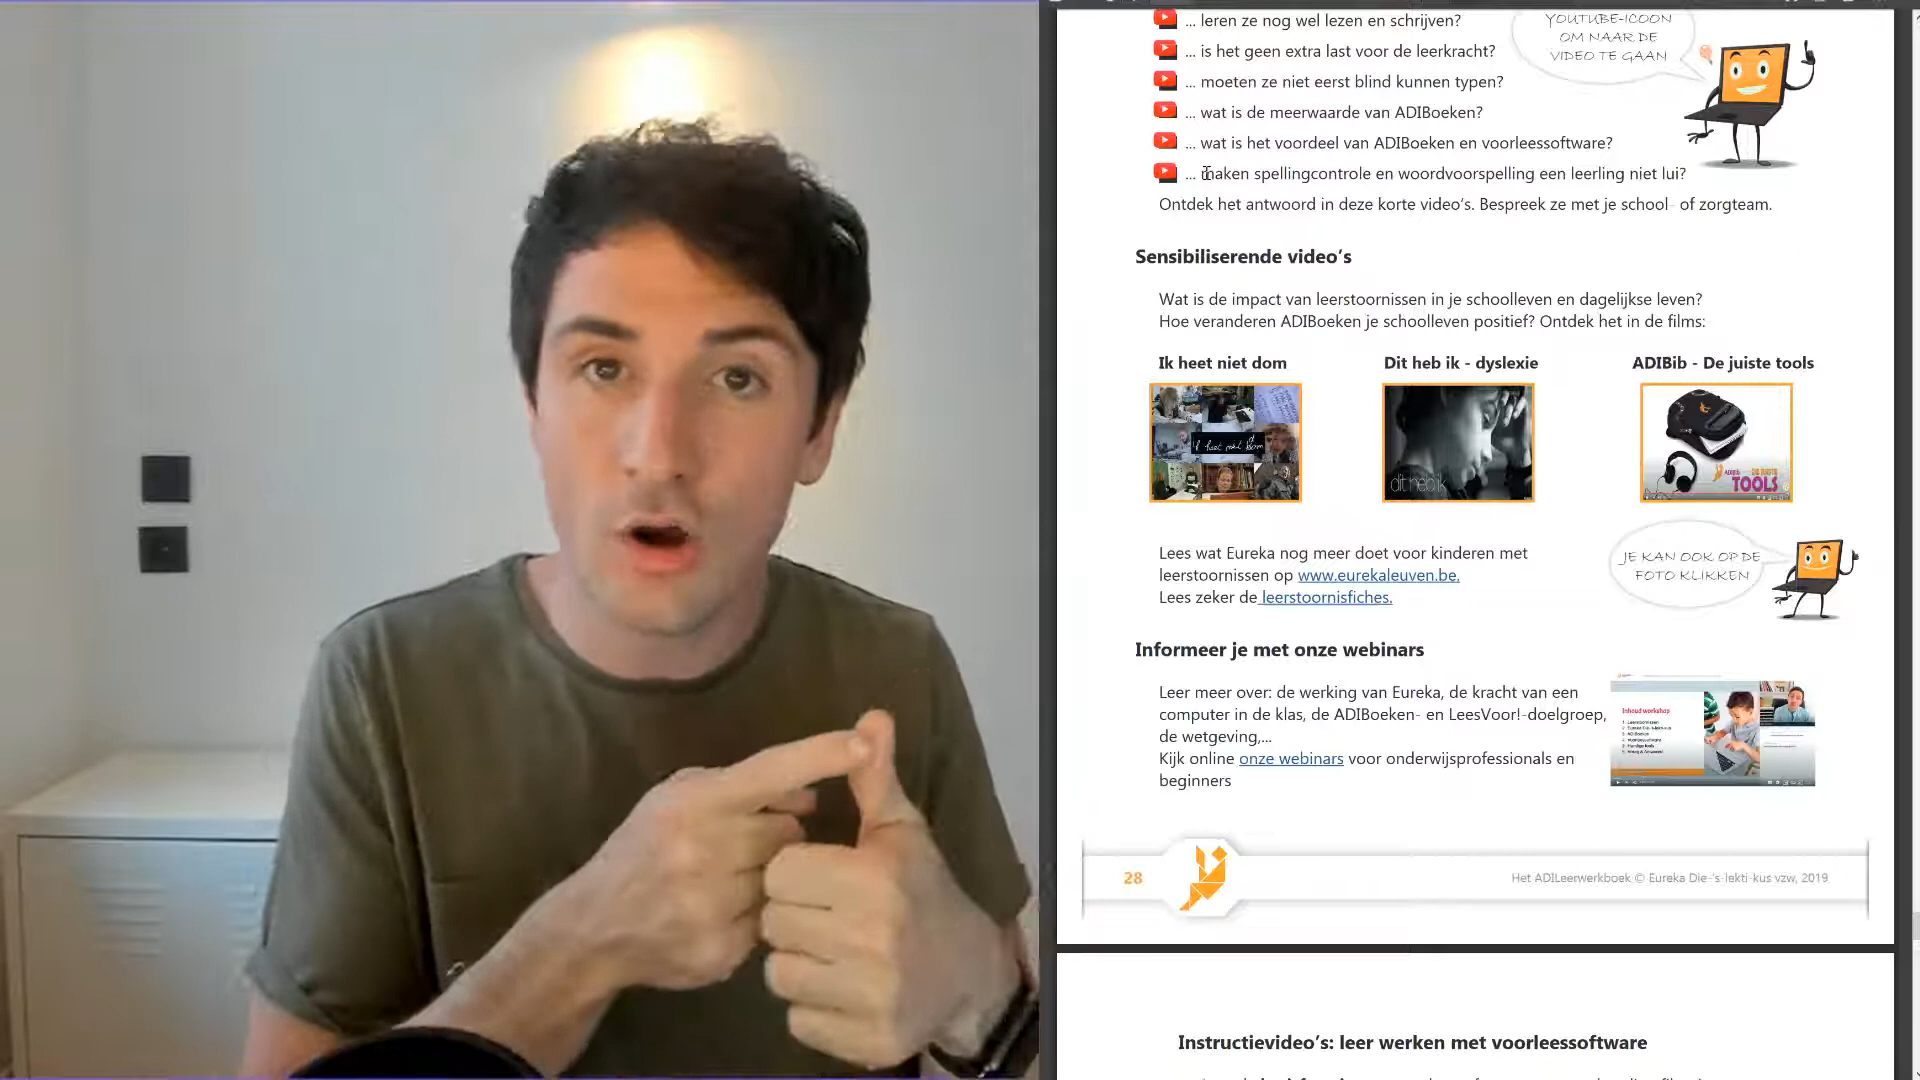 ... leren ze nog wel lezen en schrijven?
... is het geen extra last voor de leerkracht?
... moeten ze niet eerst blind kunnen typen?
... wat is de meerwaarde van ADIBoeken?
... wat is het voordeel van ADIBoeken en voorleessoftware?
... maken spellingcontrole en woordvoorspelling een leerling niet lui?
YOUTUBE-ICOON
OM NAAR DE
VIDEO TE GAAN
Ontdek het antwoord in deze korte video's. Bespreek ze met je school- of zorgteam.
Sensibiliserende video's
Wat is de impact van leerstoornissen in je schoolleven en dagelijkse leven?
Hoe veranderen ADIBoeken je schoolleven positief? Ontdek het in de films:
Ik heet niet dom
Dit heb ik - dyslexie
ADIBib - De juiste tools
ik heet niet dom
dit heb ik
ADIBIB DE JUISTE
TOOLS
Lees wat Eureka nog meer doet voor kinderen met
leerstoornissen op www.eurekaleuven.be.
Lees zeker de leerstoornisfiches.
JE KAN OOK OP DE
FOTO KLIKKEN
Informeer je met onze webinars
Leer meer over: de werking van Eureka, de kracht van een
computer in de klas, de ADIBoeken- en LeesVoor!-doelgroep,
de wetgeving,...
Kijk online onze webinars voor onderwijsprofessionals en
beginners
Inhoud workshop
28
Het ADILeerwerkboek © Eureka Die-'s-lekti-kus vzw, 2019
Instructievideo's: leer werken met voorleessoftware